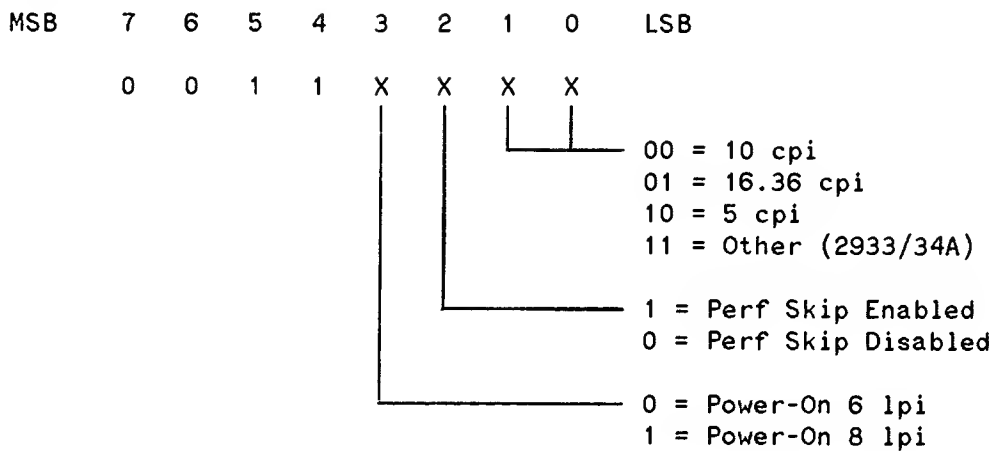 MSB 7 6 5 4 3 2 1 0 LSB
0 0 1 1 X X X X
00 = 10 cpi
01 = 16.36 cpi
10 = 5 cpi
11 = Other (2933/34A)
1 = Perf Skip Enabled
0 = Perf Skip Disabled
0 = Power-On 6 lpi
1 = Power-On 8 lpi